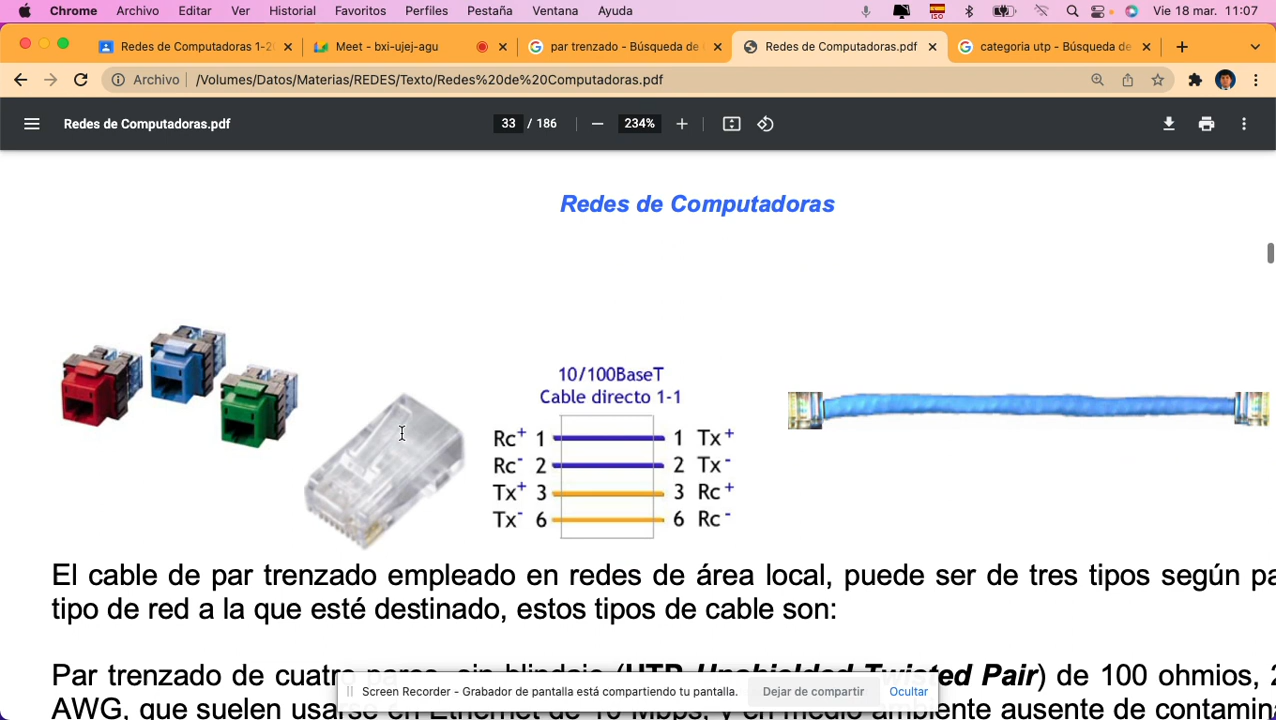 Chrome Archivo Editar Ver Historial Favoritos Perfiles Pestaña Ventana Ayuda ISO Vie 18 mar. 11:07
Redes de Computadoras 1-2 Meet - bxi-ujej-agu par trenzado - Búsqueda de Redes de Computadoras.pdf categoria utp - Búsqueda de
Archivo /Volumes/Datos/Materias/REDES/Texto/Redes%20de%20Computadoras.pdf
Redes de Computadoras.pdf 33 / 186 234%
Redes de Computadoras
10/100BaseT
Cable directo 1-1
Rc+ 1 1 Tx+
Rc- 2 2 Tx-
Tx+ 3 3 Rc+
Tx- 6 6 Rc-
El cable de par trenzado empleado en redes de área local, puede ser de tres tipos según
tipo de red a la que esté destinado, estos tipos de cable son:
Par trenzado de cuatro pares, sin blindaje (UTP Unshielded Twisted Pair) de 100 ohmios,
AWG, que suelen usarse en Ethernet de 10 Mbps, y en medio ambiente ausente de
Screen Recorder - Grabador de pantalla está compartiendo tu pantalla. Dejar de compartir Ocultar